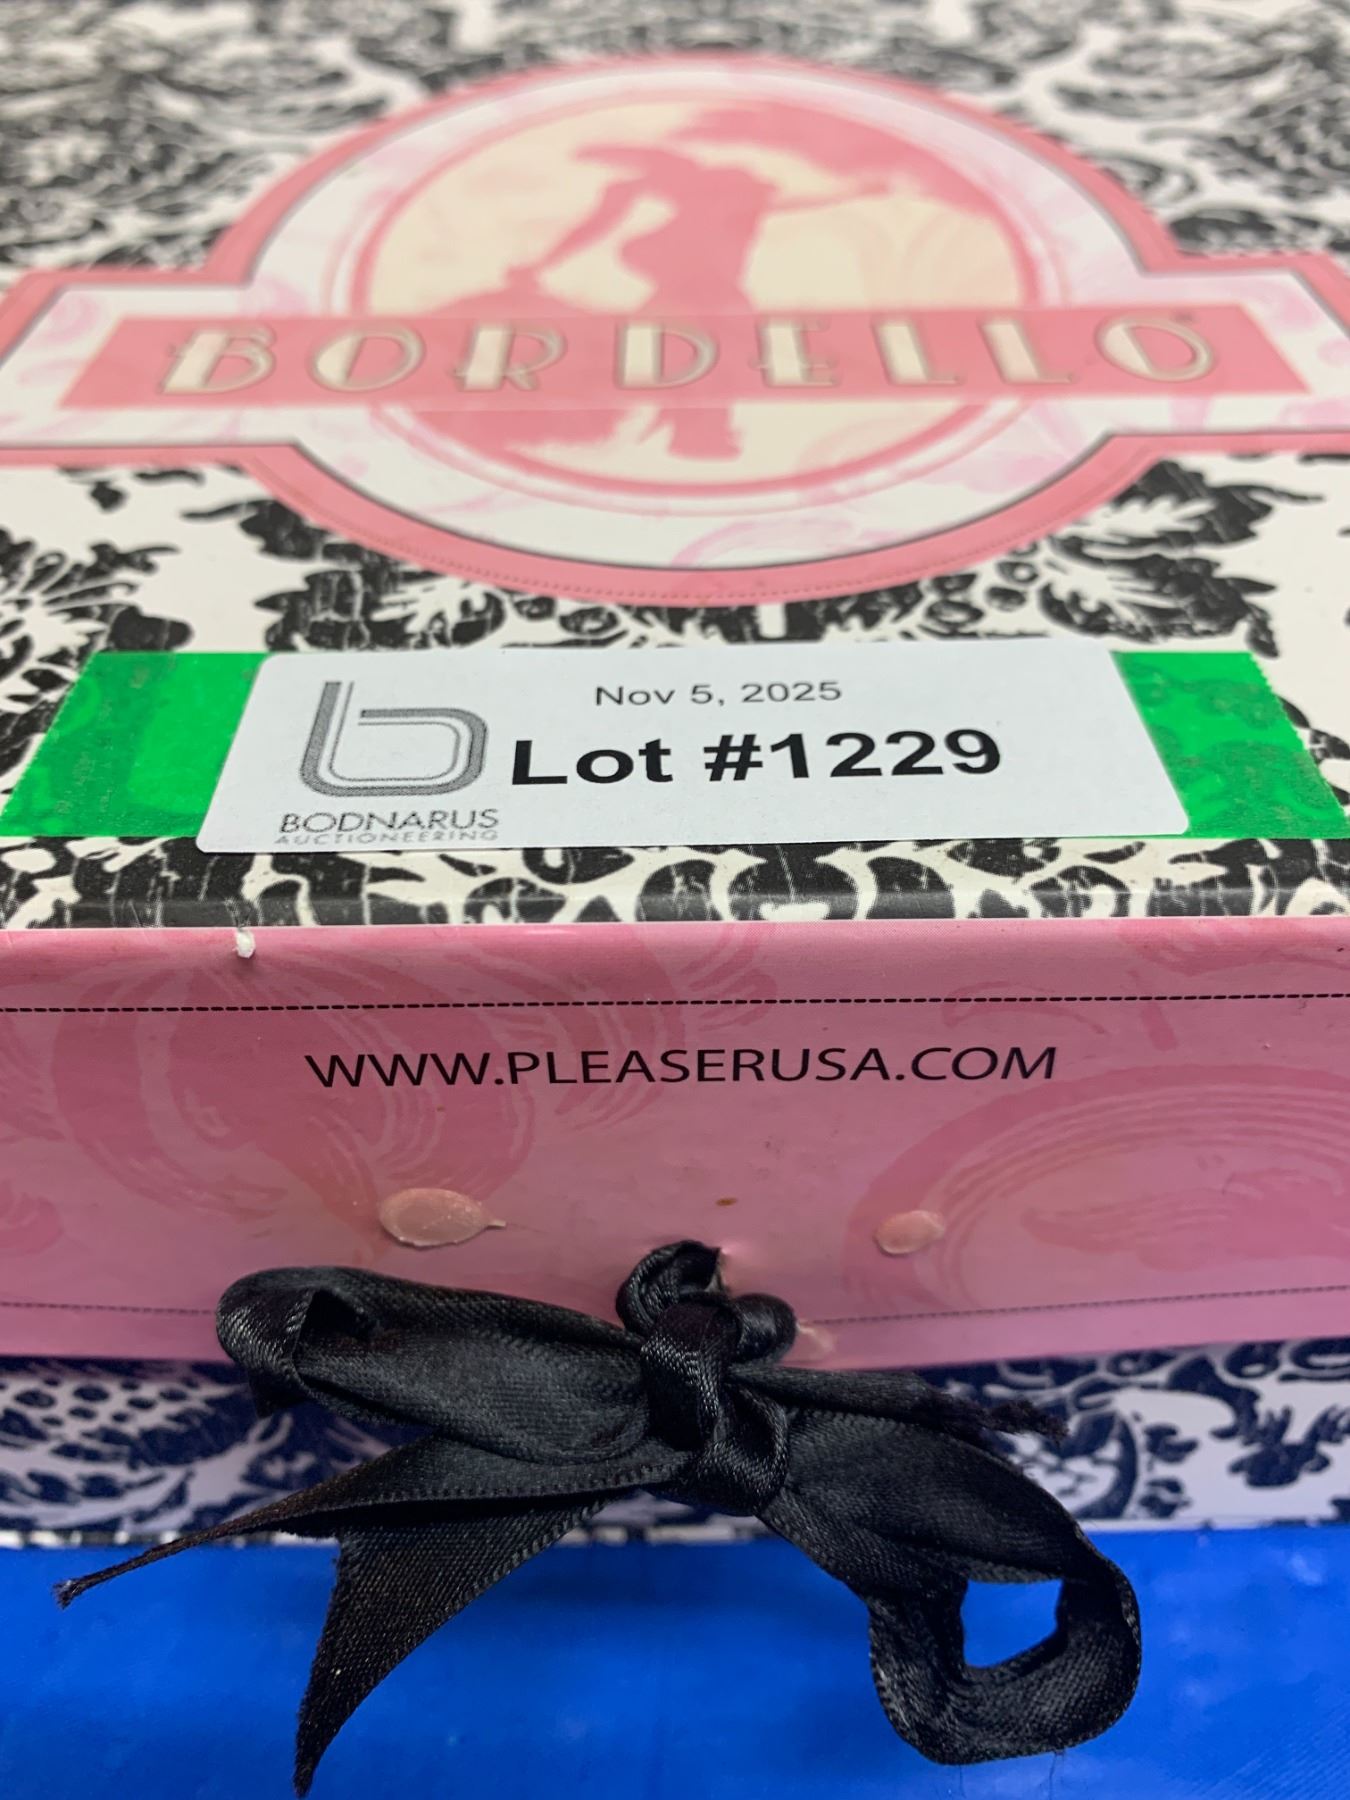 BORDELLO
Nov 5, 2025
Lot #1229
BODNARUS
AUCTIONEERING
WWW.PLEASERUSA.COM